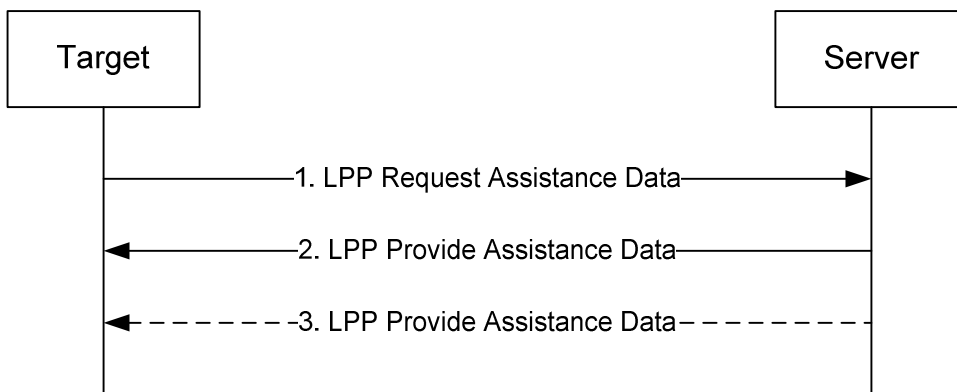 Target
Server
1. LPP Request Assistance Data
2. LPP Provide Assistance Data
3. LPP Provide Assistance Data